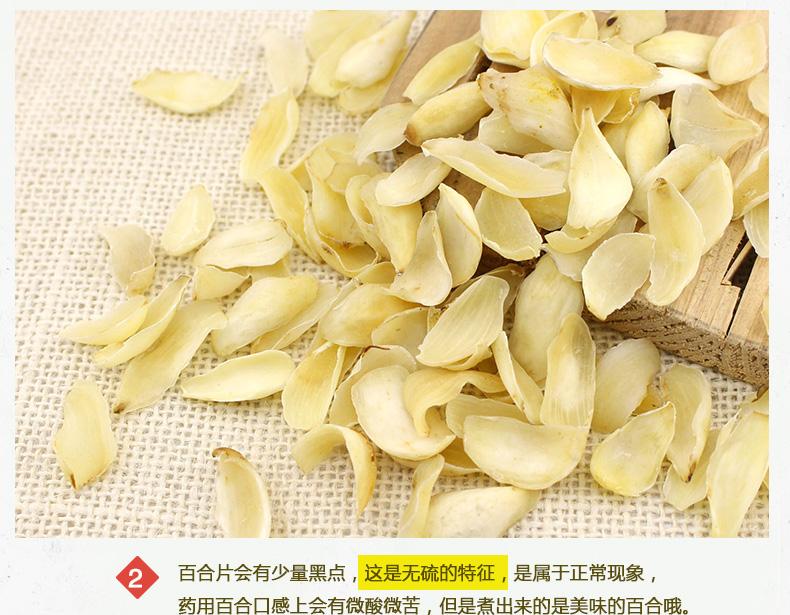 2 百合片会有少量黑点，这是无硫的特征，是属于正常现象，
药用百合口感上会有微酸微苦，但是煮出来的是美味的百合哦。